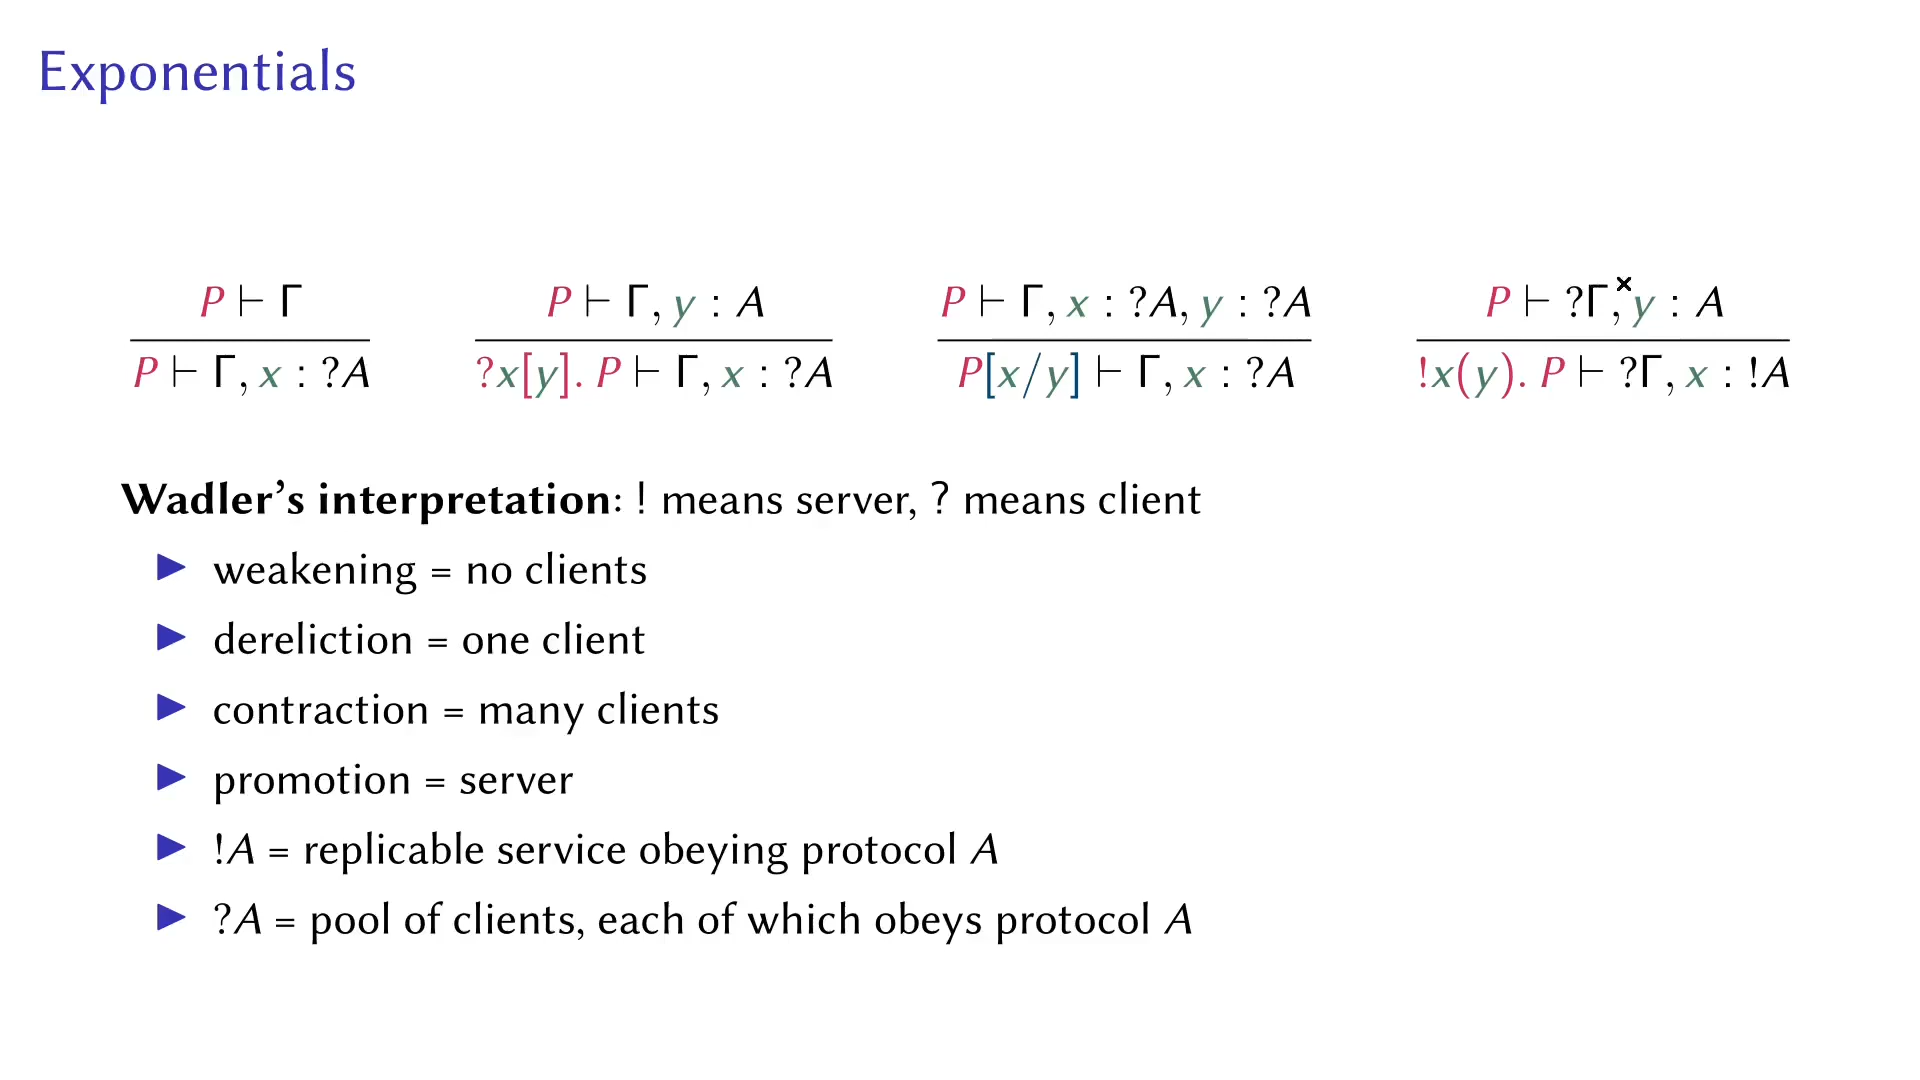 Exponentials
P ⊢ Γ    P ⊢ Γ, y : A    P ⊢ Γ, x : ?A, y : ?A    P ⊢ ?Γ, y : A
P ⊢ Γ, x : ?A    ?x[y]. P ⊢ Γ, x : ?A    P[x/y] ⊢ Γ, x : ?A    !x(y). P ⊢ ?Γ, x : !A
Wadler's interpretation: ! means server, ? means client
▶ weakening = no clients
▶ dereliction = one client
▶ contraction = many clients
▶ promotion = server
▶ !A = replicable service obeying protocol A
▶ ?A = pool of clients, each of which obeys protocol A